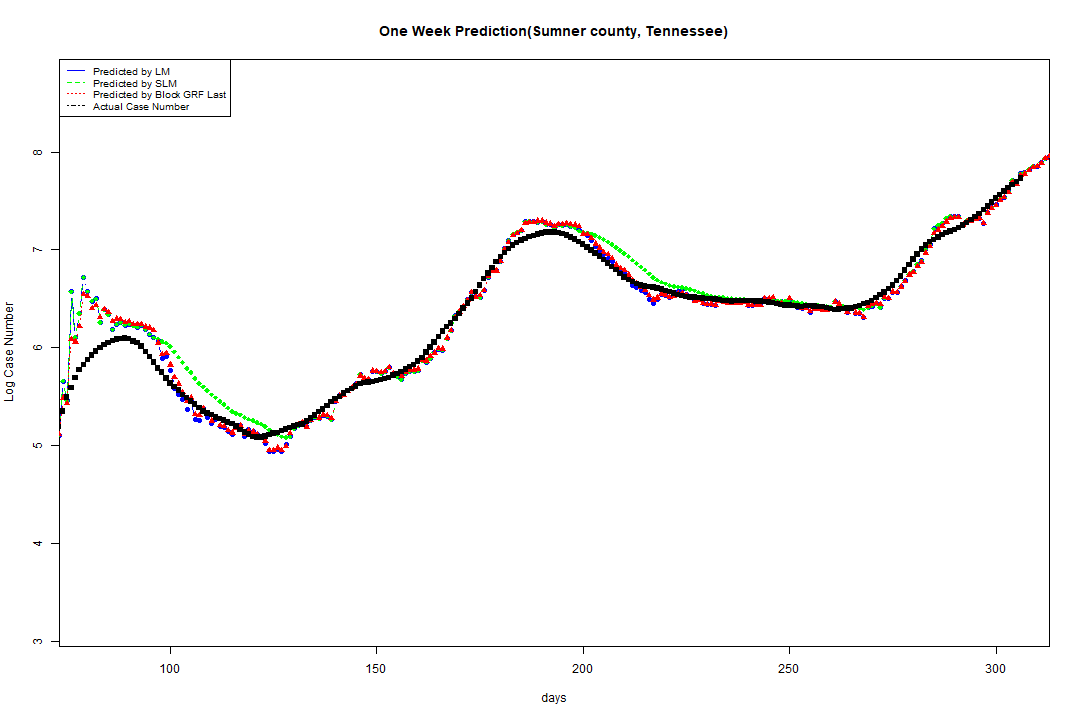 One Week Prediction(Sumner county, Tennessee)
Predicted by LM
Predicted by SLM
Predicted by Block GRF Last
Actual Case Number
8
7
6
5
4
3
Log Case Number
100 150 200 250 300
days